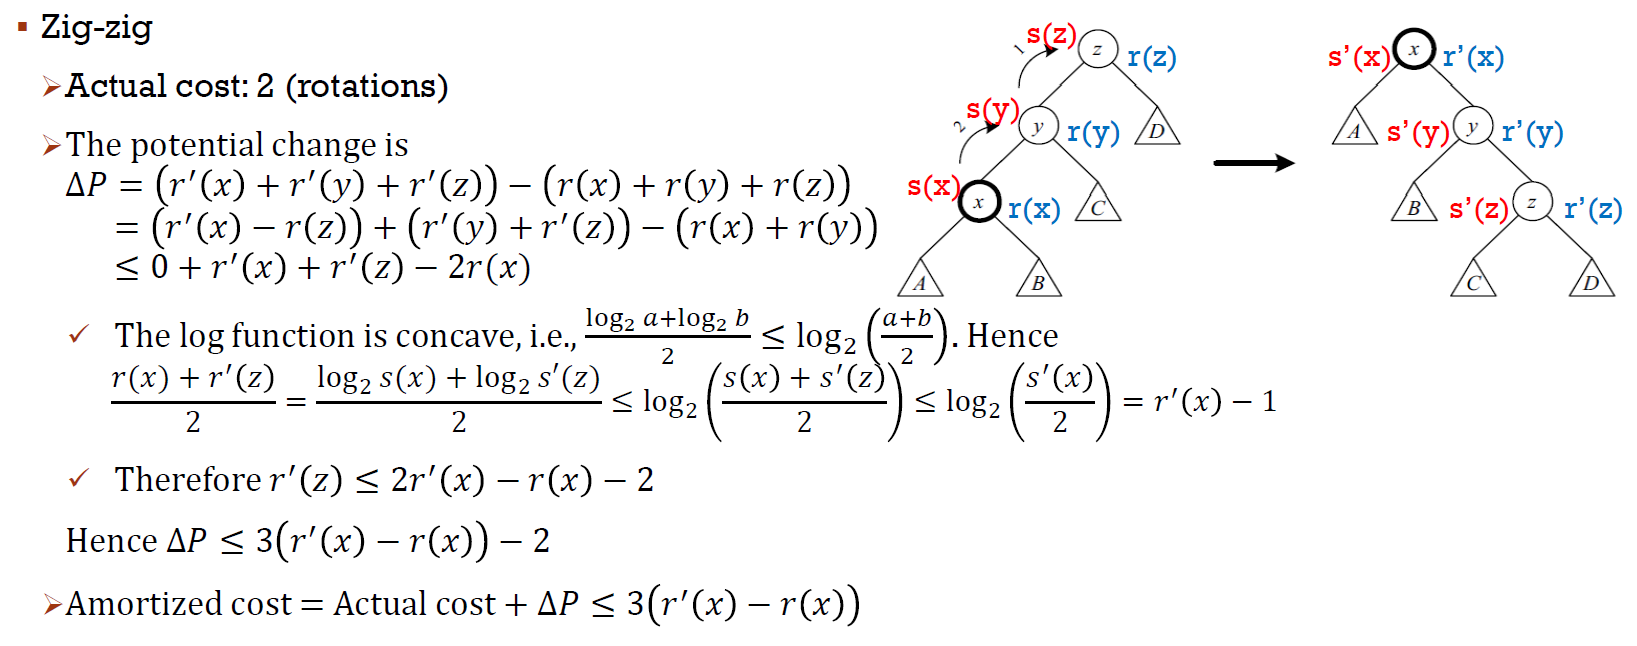 ▪ Zig-zig
➢Actual cost: 2 (rotations)
➢The potential change is
ΔP = (r′(x) + r′(y) + r′(z)) − (r(x) + r(y) + r(z))
= (r′(x) − r(z)) + (r′(y) + r′(z)) − (r(x) + r(y))
≤ 0 + r′(x) + r′(z) − 2r(x)
✓ The log function is concave, i.e., (log₂ a+log₂ b)/2 ≤ log₂ ((a+b)/2). Hence
(r(x) + r′(z))/2 = (log₂ s(x) + log₂ s′(z))/2 ≤ log₂ ((s(x) + s′(z))/2) ≤ log₂ (s′(x)/2) = r′(x) − 1
✓ Therefore r′(z) ≤ 2r′(x) − r(x) − 2
Hence ΔP ≤ 3(r′(x) − r(x)) − 2
➢Amortized cost = Actual cost + ΔP ≤ 3(r′(x) − r(x))
s(z) z r(z)
1
s(y) y r(y) D
2
s(x) x r(x) C
A B
s'(x) x r'(x)
A s'(y) y r'(y)
B s'(z) z r'(z)
C D